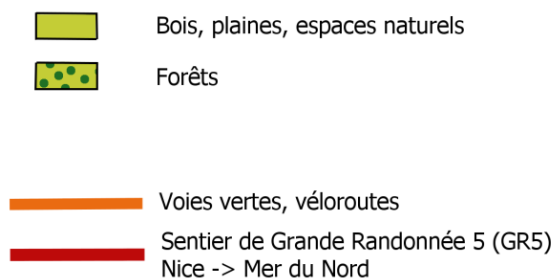 Bois, plaines, espaces naturels
Forêts
Voies vertes, véloroutes
Sentier de Grande Randonnée 5 (GR5)
Nice -> Mer du Nord